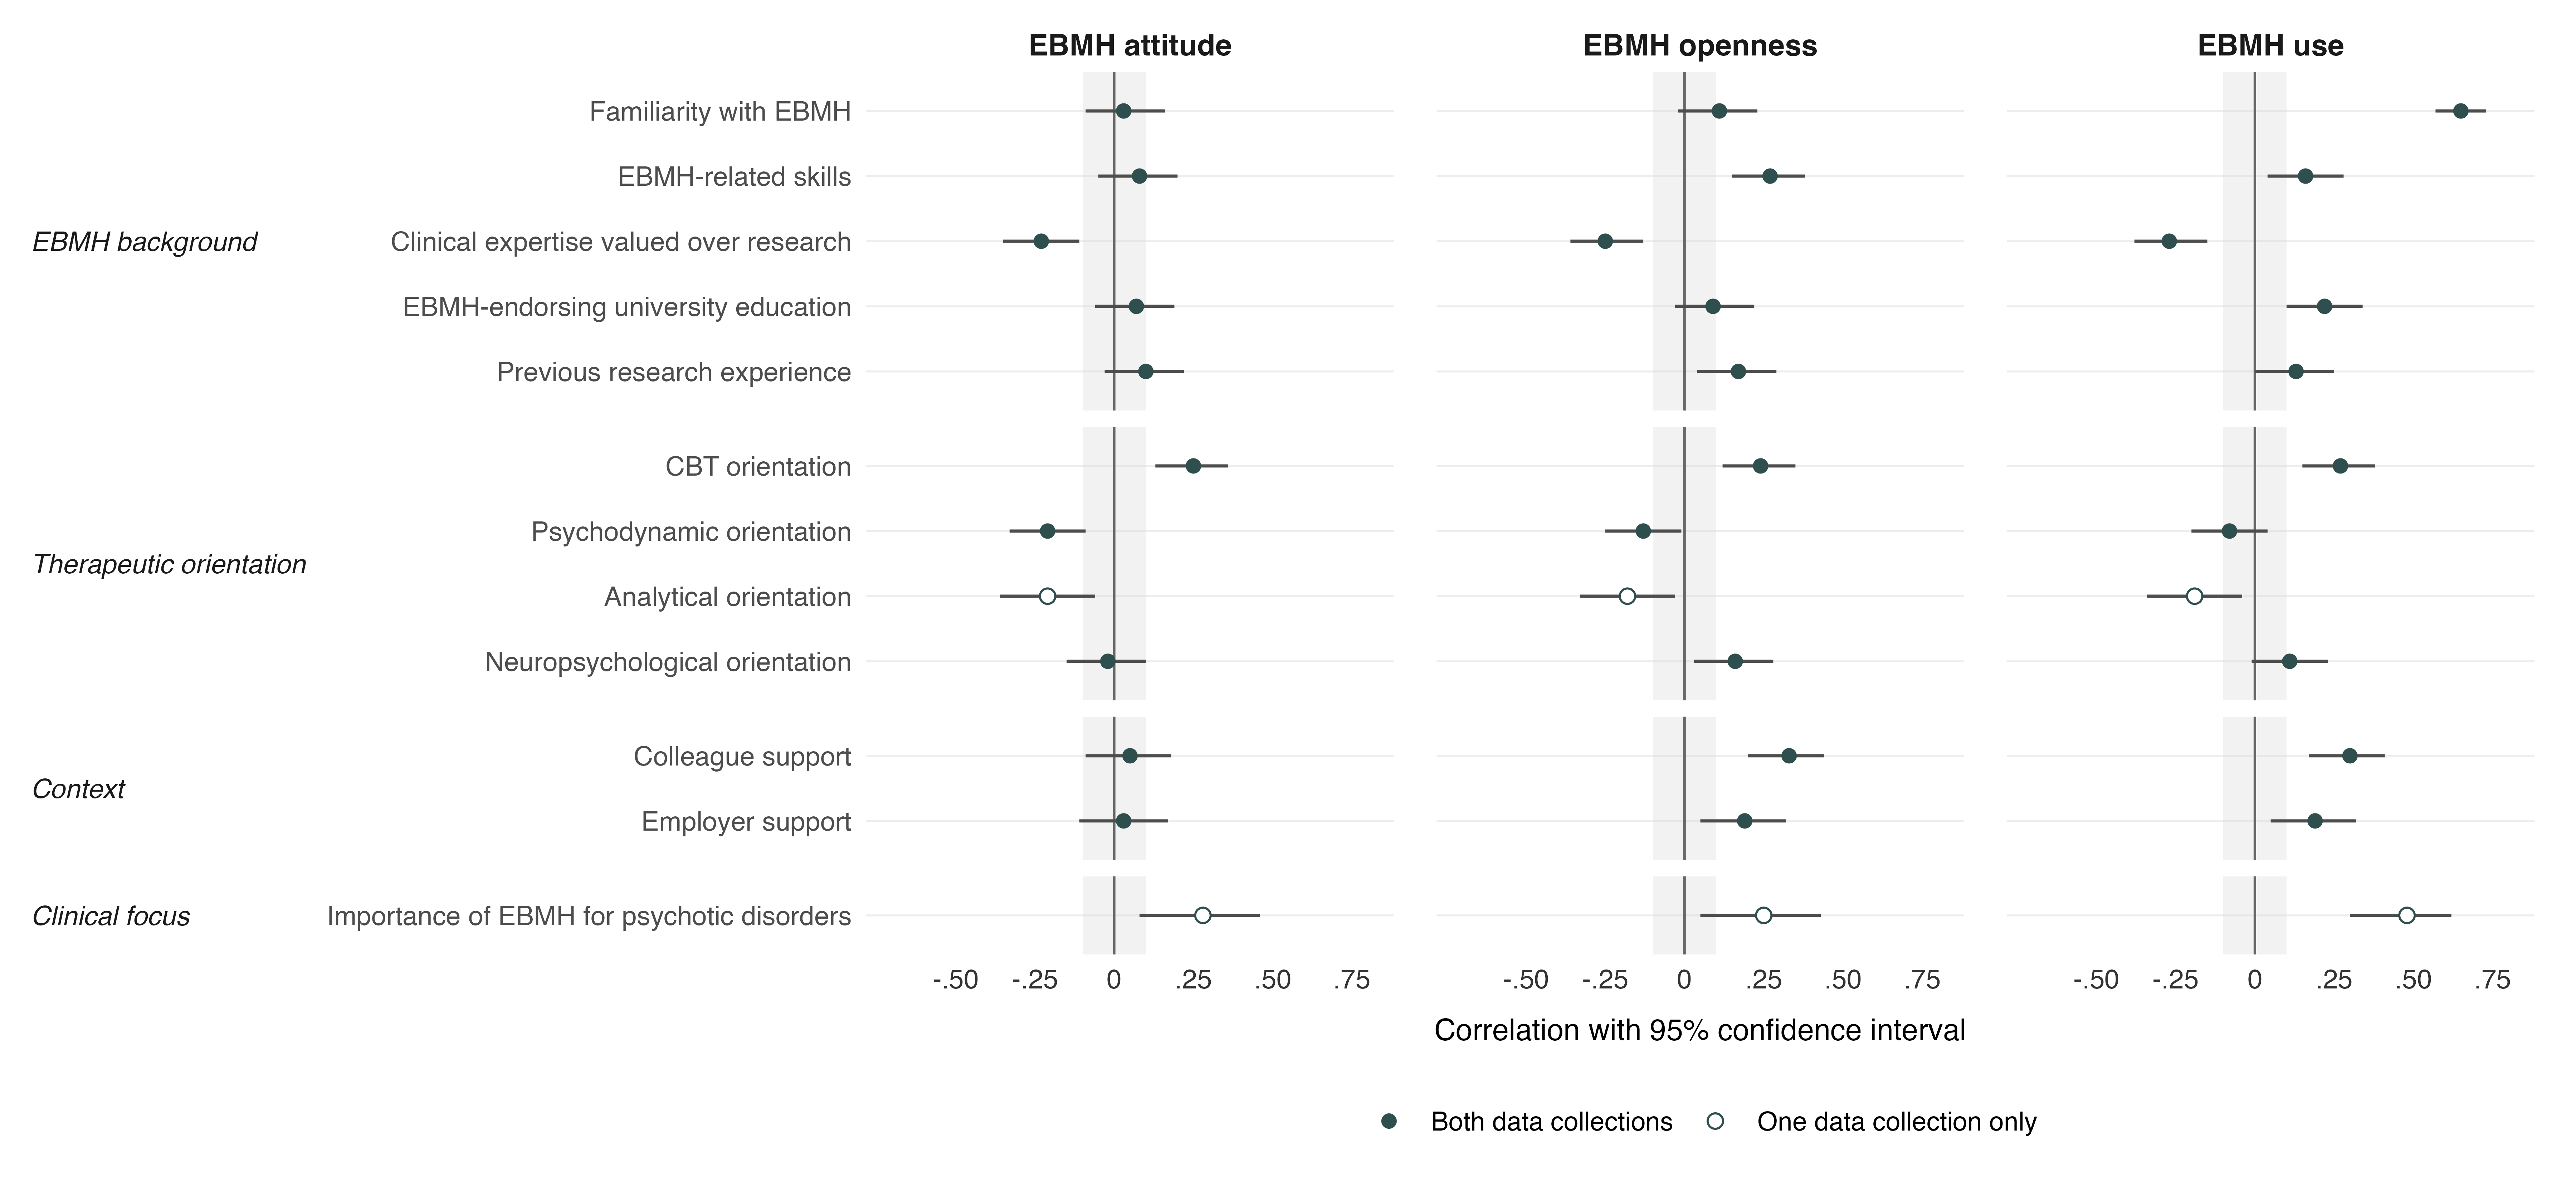 EBMH attitude EBMH openness EBMH use
Familiarity with EBMH
EBMH-related skills
EBMH background Clinical expertise valued over research
EBMH-endorsing university education
Previous research experience
CBT orientation
Psychodynamic orientation
Therapeutic orientation
Analytical orientation
Neuropsychological orientation
Colleague support
Context
Employer support
Clinical focus Importance of EBMH for psychotic disorders
-.50 -.25 0 .25 .50 .75 -.50 -.25 0 .25 .50 .75 -.50 -.25 0 .25 .50 .75
Correlation with 95% confidence interval
Both data collections One data collection only